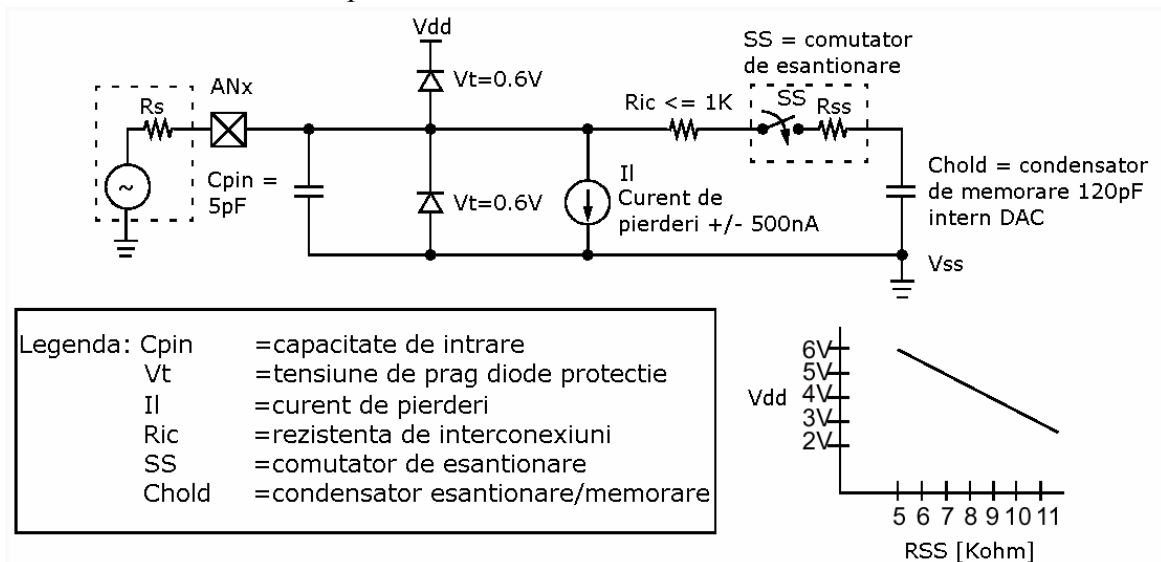 Vdd
SS = comutator
de esantionare
Vt=0.6V
ANx
Rs
Ric <= 1K
SS
Rss
~
Cpin =
5pF
Vt=0.6V
Il
Curent de
pierderi +/- 500nA
Chold = condensator
de memorare 120pF
intern DAC
Vss
Legenda: Cpin =capacitate de intrare
Vt =tensiune de prag diode protectie
Il =curent de pierderi
Ric =rezistenta de interconexiuni
SS =comutator de esantionare
Chold =condensator esantionare/memorare
Vdd
6V
5V
4V
3V
2V
5 6 7 8 9 10 11
RSS [Kohm]